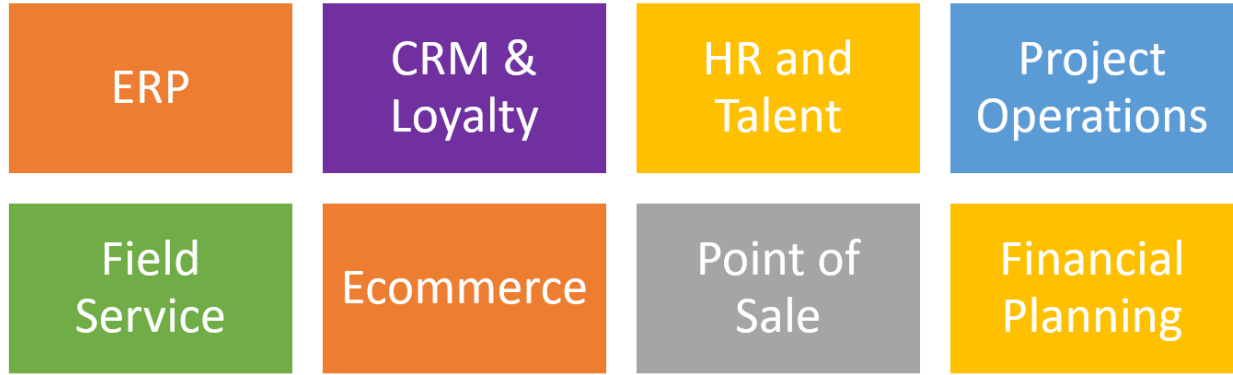 ERP
CRM &
Loyalty
HR and
Talent
Project
Operations
Field
Service
Ecommerce
Point of
Sale
Financial
Planning